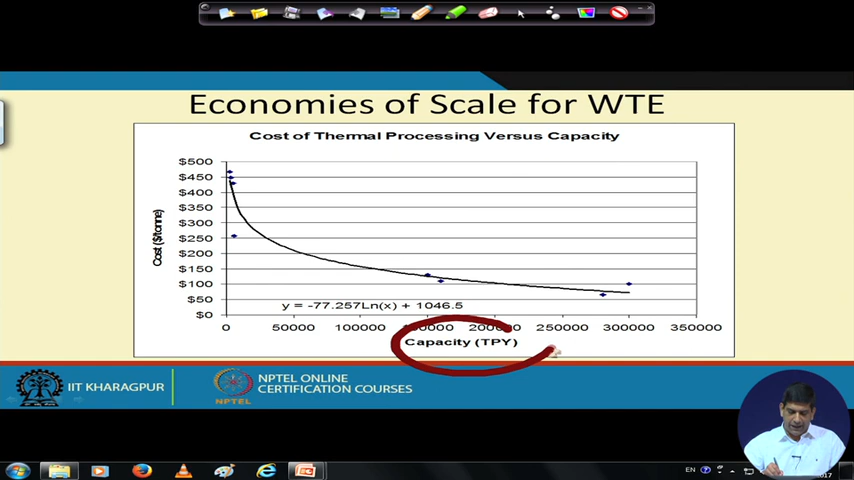 Economies of Scale for WTE
Cost of Thermal Processing Versus Capacity
$500
$450
$400
$350
$300
$250
$200
$150
$100
$50
$0
Cost ($/tonne)
y = -77.257Ln(x) + 1046.5
0 50000 100000 200000 250000 300000 350000
Capacity (TPY)
IIT KHARAGPUR
NPTEL
NPTEL ONLINE
CERTIFICATION COURSES
EN